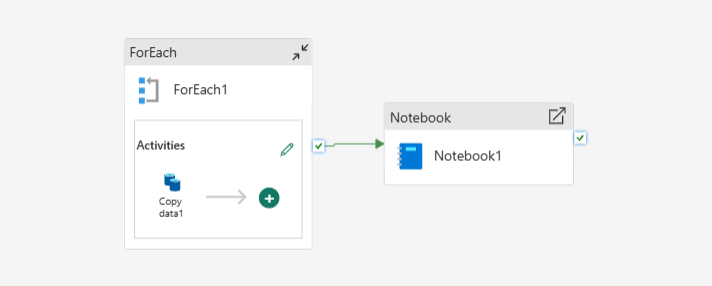 ForEach
ForEach1
Activities
Copy
data1
Notebook
Notebook1